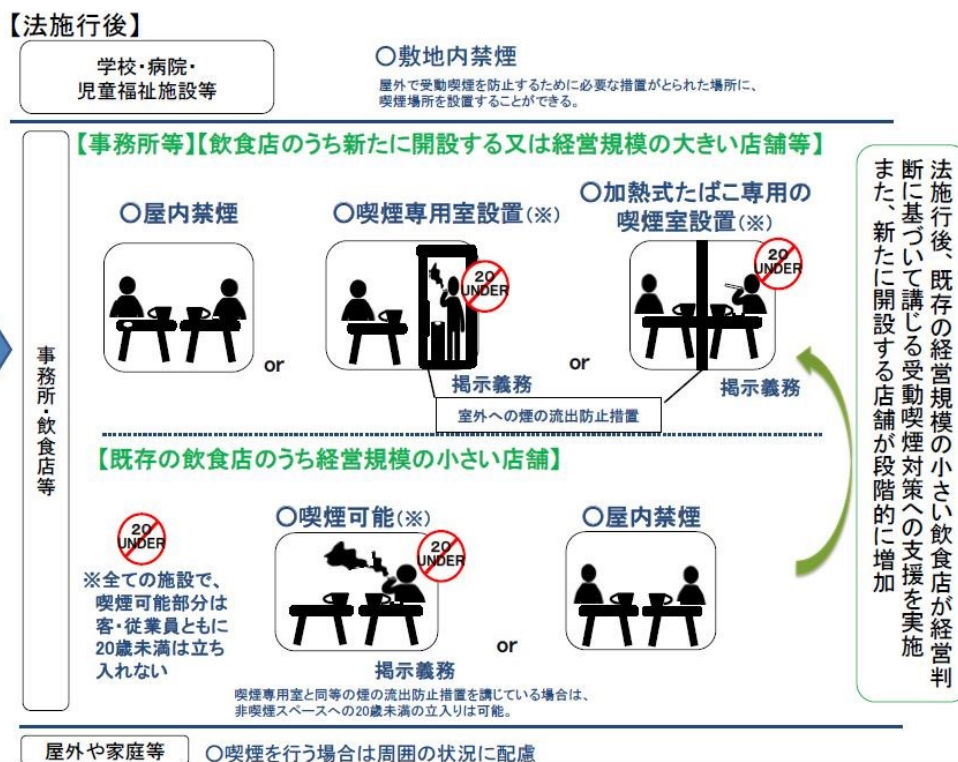 【法施行後】
学校・病院・
児童福祉施設等
〇敷地内禁煙
屋外で受動喫煙を防止するために必要な措置がとられた場所に、
喫煙場所を設置することができる。
事務所・飲食店等
【事務所等】【飲食店のうち新たに開設する又は経営規模の大きい店舗等】
〇屋内禁煙
or
〇喫煙専用室設置(※)
20
UNDER
掲示義務
or
〇加熱式たばこ専用の
喫煙室設置(※)
20
UNDER
掲示義務
室外への煙の流出防止措置
【既存の飲食店のうち経営規模の小さい店舗】
20
UNDER
※全ての施設で、
喫煙可能部分は
客・従業員ともに
20歳未満は立ち
入れない
〇喫煙可能(※)
20
UNDER
掲示義務
or
〇屋内禁煙
喫煙専用室と同等の煙の流出防止措置を講じている場合は、
非喫煙スペースへの20歳未満の立入りは可能。
法施行後、既存の経営規模の小さい飲食店が経営判
断に基づいて講じる受動喫煙対策への支援を実施
また、新たに開設する店舗が段階的に増加
屋外や家庭等
〇喫煙を行う場合は周囲の状況に配慮